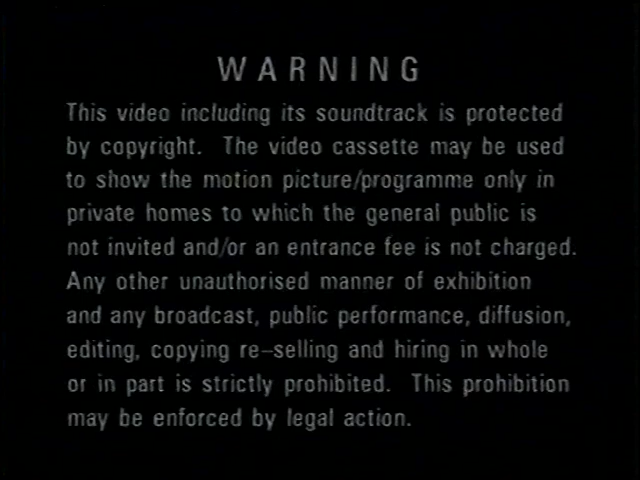 WARNING
This video including its soundtrack is protected
by copyright. The video cassette may be used
to show the motion picture/programme only in
private homes to which the general public is
not invited and/or an entrance fee is not charged.
Any other unauthorised manner of exhibition
and any broadcast, public performance, diffusion,
editing, copying re-selling and hiring in whole
or in part is strictly prohibited. This prohibition
may be enforced by legal action.